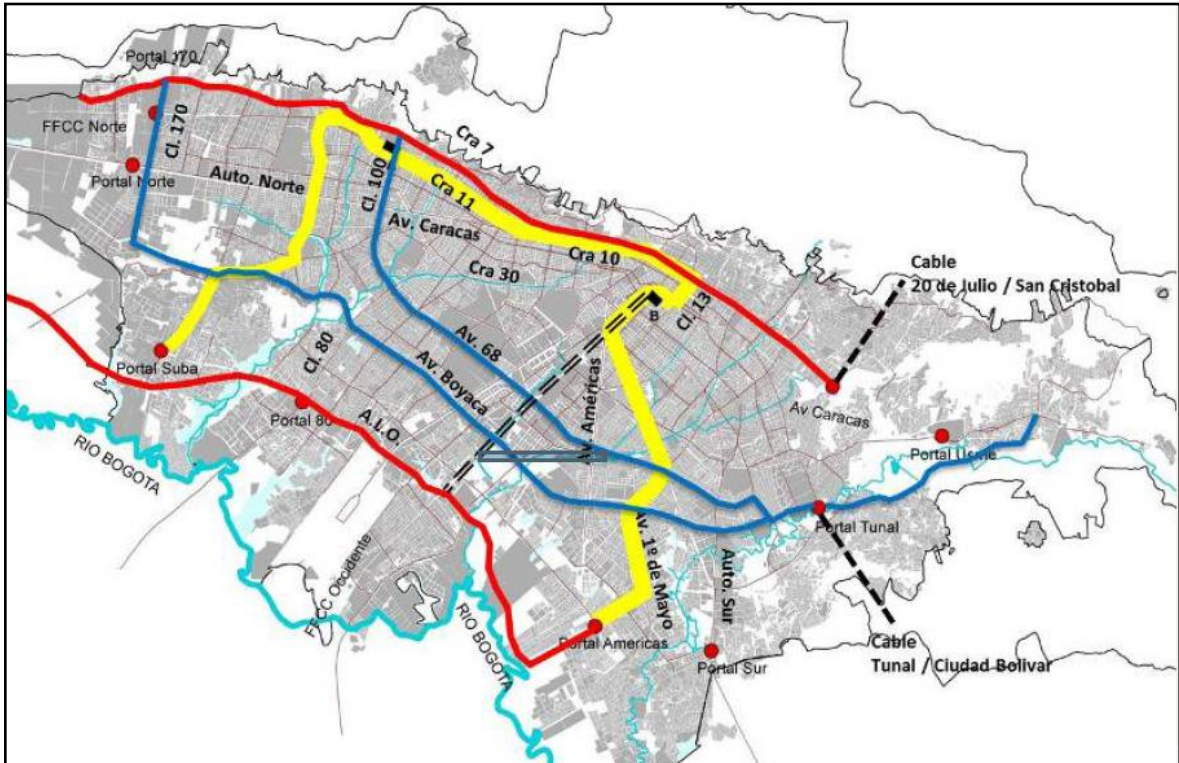 Portal 170
FFCC Norte
Cl. 170
Portal Norte
Auto. Norte
Cl. 100
Cra 7
Cra 11
Av. Caracas
Cra 10
Cra 30
Cl. 13
B
Cable
20 de Julio / San Cristobal
Portal Suba
Cl. 80
Av. 68
Av. Boyaca
Av. Américas
Av Caracas
Portal 80
A.L.O.
RIO BOGOTA
Portal Usme
Portal Tunal
Av. 1º de Mayo
Auto. Sur
FFCC Occidente
RIO BOGOTA
Portal Americas
Portal Sur
Cable
Tunal / Ciudad Bolivar